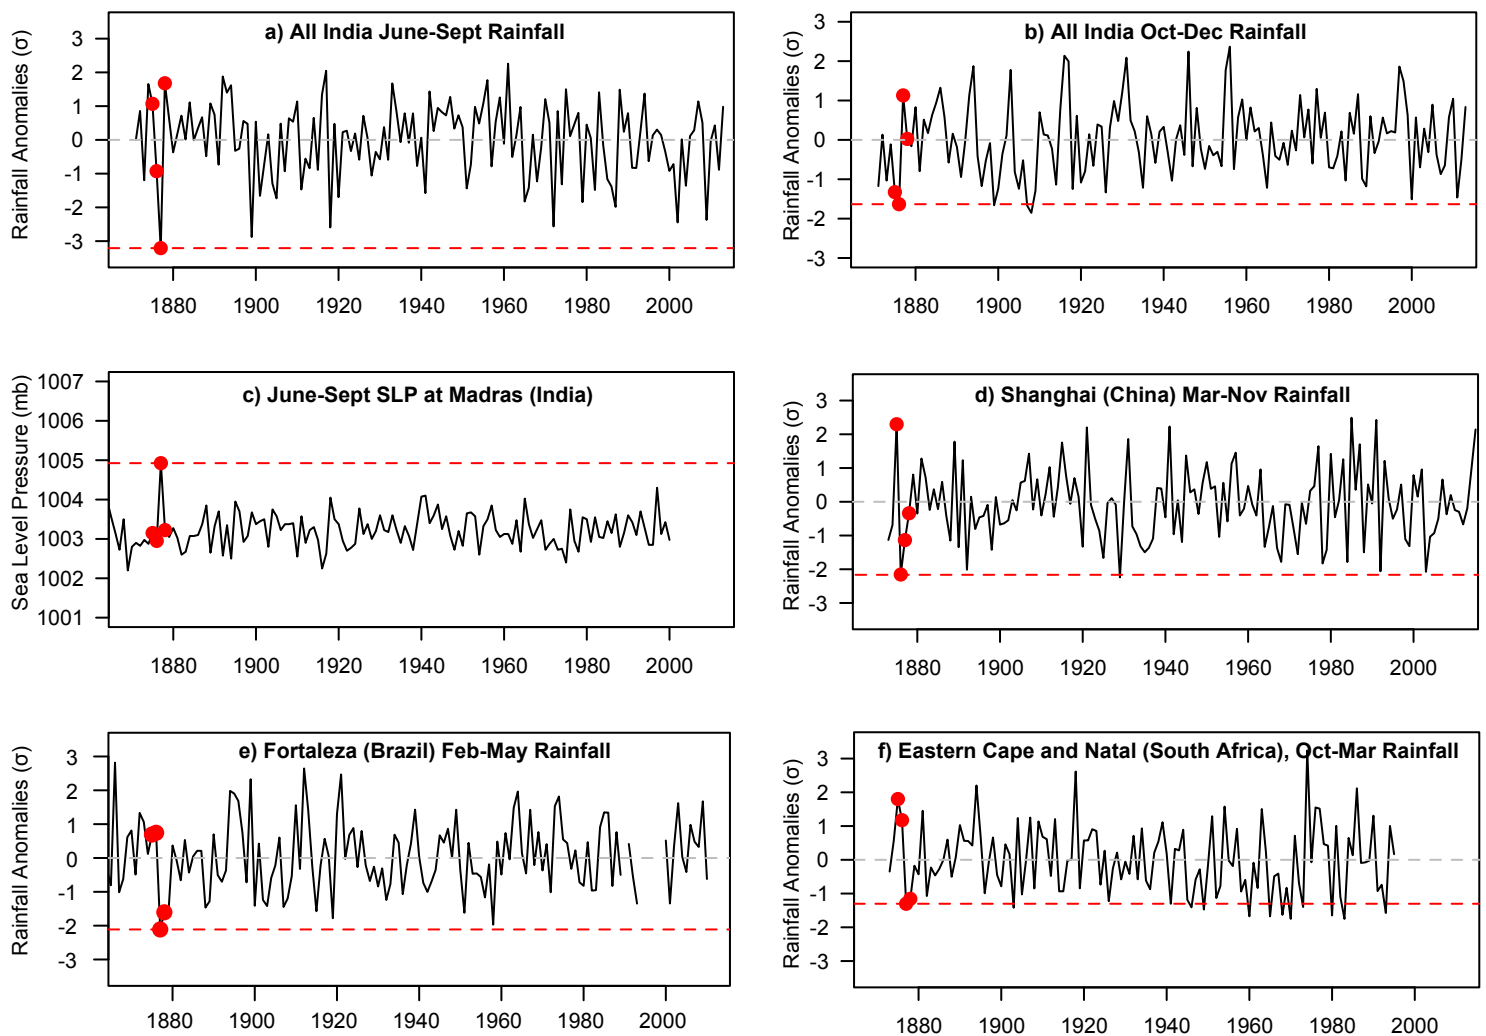 a) All India June-Sept Rainfall
Rainfall Anomalies (σ)
3
2
1
0
-1
-2
-3
1880 1900 1920 1940 1960 1980 2000
b) All India Oct-Dec Rainfall
Rainfall Anomalies (σ)
3
2
1
0
-1
-2
-3
1880 1900 1920 1940 1960 1980 2000
c) June-Sept SLP at Madras (India)
Sea Level Pressure (mb)
1007
1006
1005
1004
1003
1002
1001
1880 1900 1920 1940 1960 1980 2000
d) Shanghai (China) Mar-Nov Rainfall
Rainfall Anomalies (σ)
3
2
1
0
-1
-2
-3
1880 1900 1920 1940 1960 1980 2000
e) Fortaleza (Brazil) Feb-May Rainfall
Rainfall Anomalies (σ)
3
2
1
0
-1
-2
-3
1880 1900 1920 1940 1960 1980 2000
f) Eastern Cape and Natal (South Africa), Oct-Mar Rainfall
Rainfall Anomalies (σ)
3
2
1
0
-1
-2
-3
1880 1900 1920 1940 1960 1980 2000